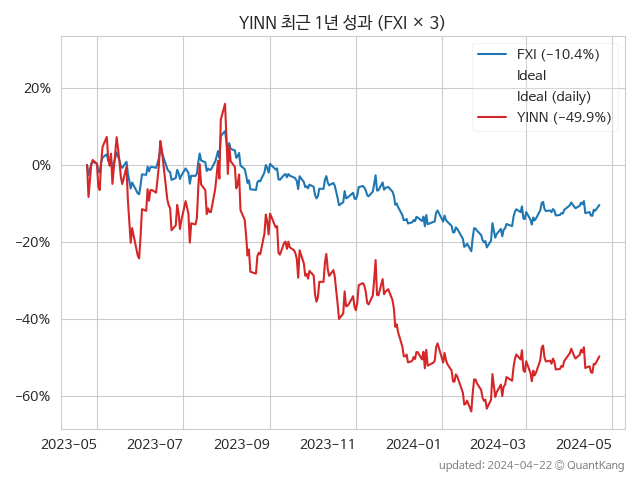 YINN 최근 1년 성과 (FXI × 3)
FXI (−10.4%)
Ideal
Ideal (daily)
YINN (−49.9%)
20%
0%
−20%
−40%
−60%
2023−05 2023−07 2023−09 2023−11 2024−01 2024−03 2024−05
updated: 2024-04-22 © QuantKang